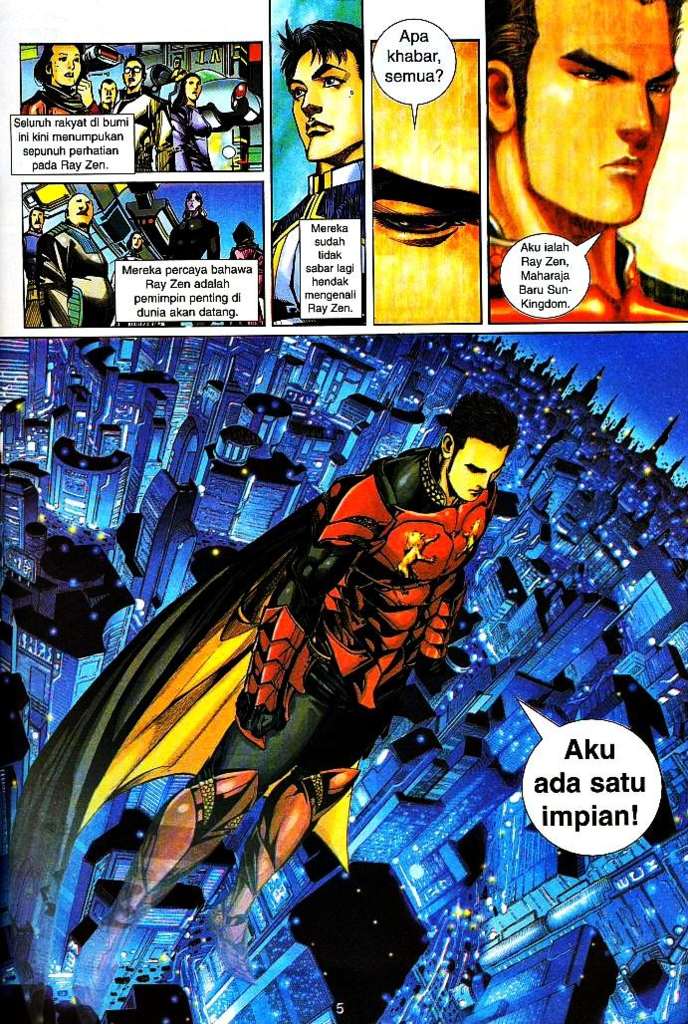 Seluruh rakyat di bumi
ini kini menumpukan
sepunuh perhatian
pada Ray Zen.
Mereka percaya bahawa
Ray Zen adalah
pemimpin penting di
dunia akan datang.
Mereka
sudah
tidak
sabar lagi
hendak
mengenali
Ray Zen.
Apa
khabar,
semua?
Aku ialah
Ray Zen,
Maharaja
Baru Sun-
Kingdom.
Aku
ada satu
impian!
5